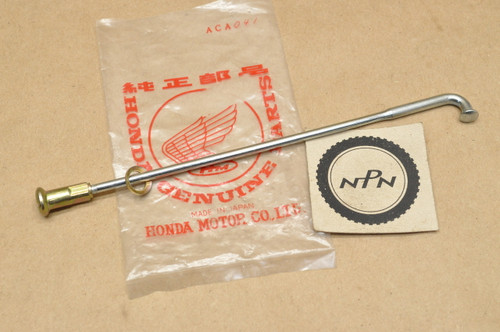 純正部品
HONDA GENUINE PARTS
MADE IN JAPAN
HONDA MOTOR CO.,LTD.
NPN